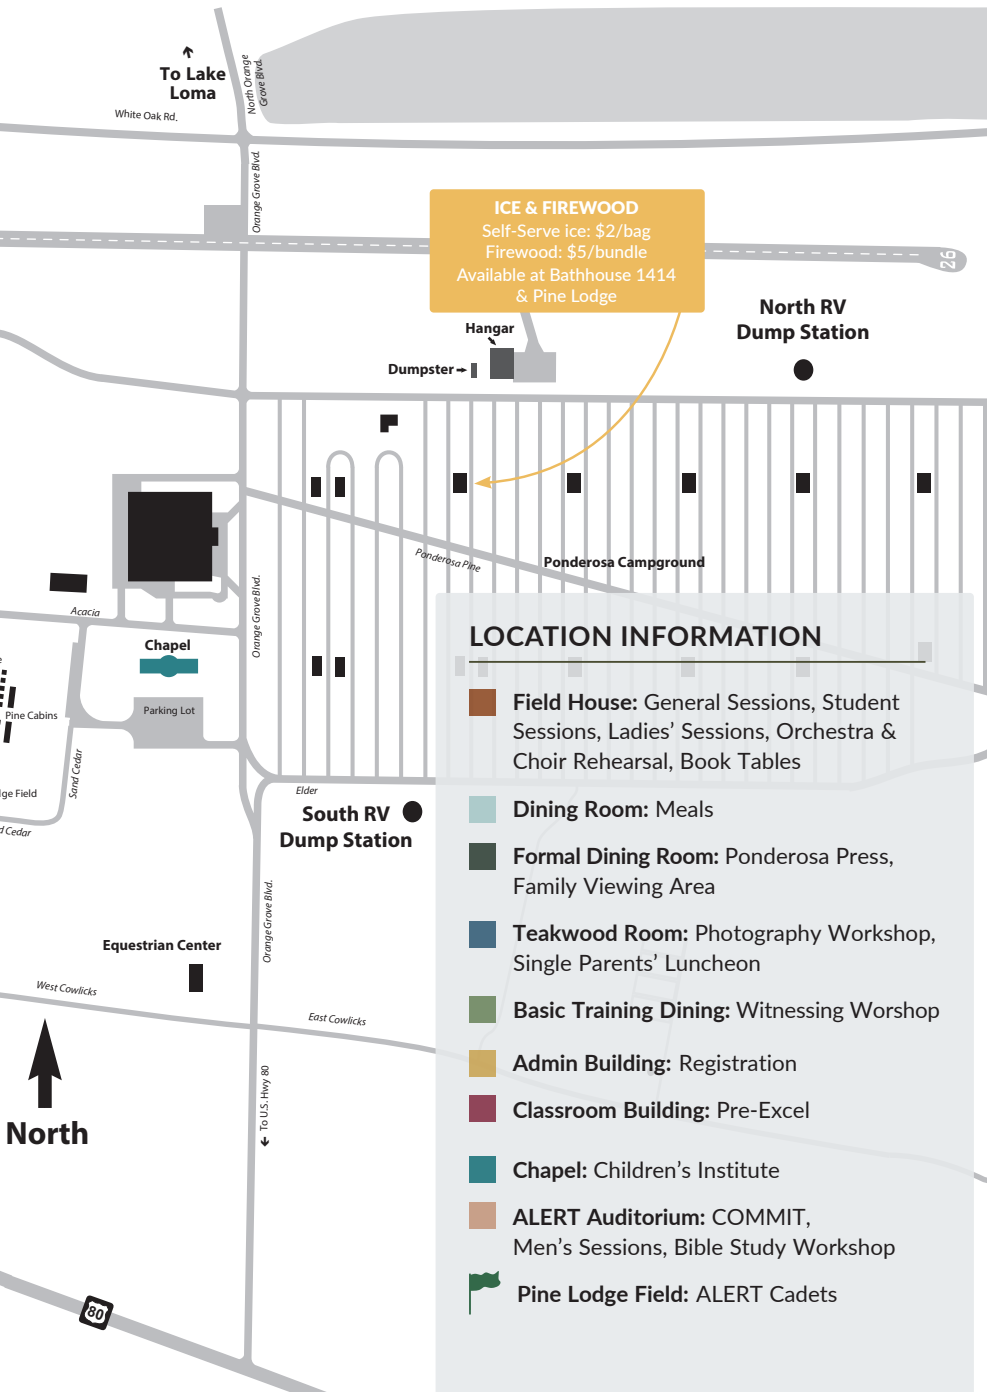 To Lake
Loma
North Orange
Grove Blvd.
White Oak Rd.
Orange Grove Blvd.
ICE & FIREWOOD
Self-Serve ice: $2/bag
Firewood: $5/bundle
Available at Bathhouse 1414
& Pine Lodge
26
North RV
Dump Station
Hangar
Dumpster
Ponderosa Pine
Ponderosa Campground
Orange Grove Blvd.
Acacia
Chapel
Parking Lot
Pine Cabins
Sand Cedar
ge Field
d Cedar
Elder
South RV
Dump Station
Orange Grove Blvd.
Equestrian Center
West Cowlicks
East Cowlicks
North
To U.S. Hwy 80
80
LOCATION INFORMATION
Field House: General Sessions, Student
Sessions, Ladies’ Sessions, Orchestra &
Choir Rehearsal, Book Tables
Dining Room: Meals
Formal Dining Room: Ponderosa Press,
Family Viewing Area
Teakwood Room: Photography Workshop,
Single Parents’ Luncheon
Basic Training Dining: Witnessing Worshop
Admin Building: Registration
Classroom Building: Pre-Excel
Chapel: Children’s Institute
ALERT Auditorium: COMMIT,
Men’s Sessions, Bible Study Workshop
Pine Lodge Field: ALERT Cadets